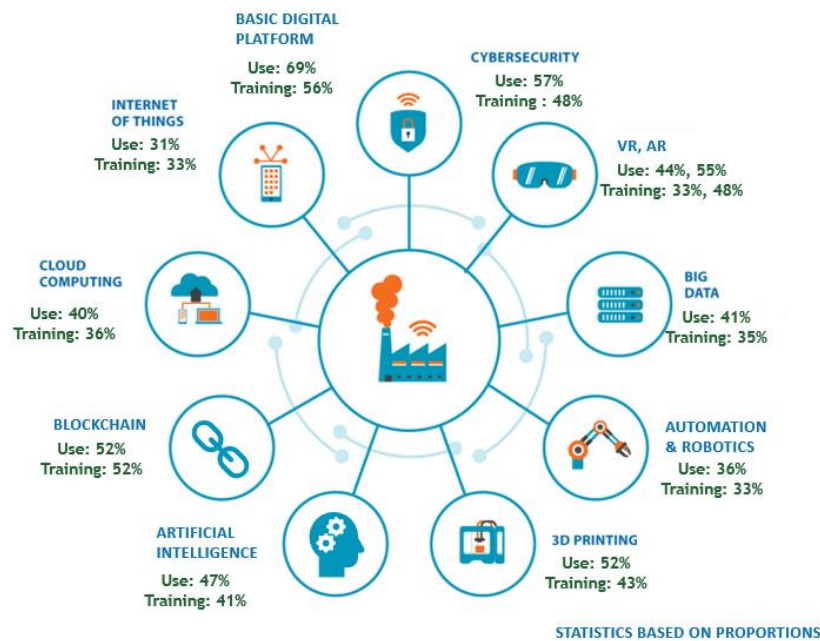 BASIC DIGITAL
PLATFORM
Use: 69%
Training: 56%
CYBERSECURITY
Use: 57%
Training : 48%
INTERNET
OF THINGS
Use: 31%
Training: 33%
VR, AR
Use: 44%, 55%
Training: 33%, 48%
CLOUD
COMPUTING
Use: 40%
Training: 36%
BIG
DATA
Use: 41%
Training: 35%
BLOCKCHAIN
Use: 52%
Training: 52%
AUTOMATION
& ROBOTICS
Use: 36%
Training: 33%
ARTIFICIAL
INTELLIGENCE
Use: 47%
Training: 41%
3D PRINTING
Use: 52%
Training: 43%
STATISTICS BASED ON PROPORTIONS